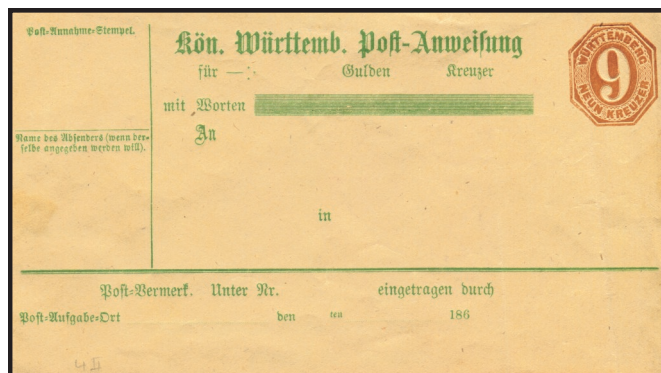 Post-Annahme-Stempel.
Kön. Württemb. Post-Anweisung
für —: Gulden Kreuzer
mit Worten
Name des Absenders (wenn der-
selbe angegeben werden will).
An
in
WÜRTTEMBERG
9
NEUN KREUZER
Post-Vermerk. Unter Nr. eingetragen durch
Post-Aufgabe-Ort den ten 186
4 II